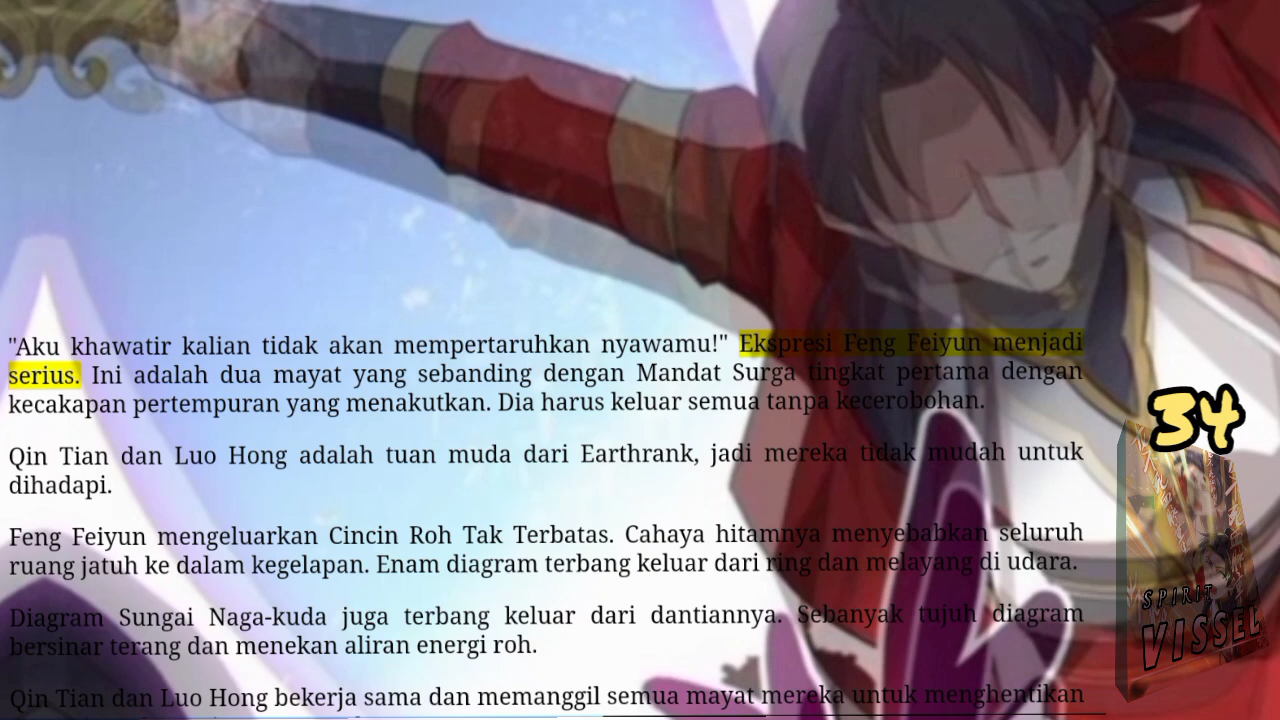 "Aku khawatir kalian tidak akan mempertaruhkan nyawamu!" Ekspresi Feng Feiyun menjadi
serius. Ini adalah dua mayat yang sebanding dengan Mandat Surga tingkat pertama dengan
kecakapan pertempuran yang menakutkan. Dia harus keluar semua tanpa kecerobohan.
Qin Tian dan Luo Hong adalah tuan muda dari Earthrank, jadi mereka tidak mudah untuk
dihadapi.
Feng Feiyun mengeluarkan Cincin Roh Tak Terbatas. Cahaya hitamnya menyebabkan seluruh
ruang jatuh ke dalam kegelapan. Enam diagram terbang keluar dari ring dan melayang di udara.
Diagram Sungai Naga-kuda juga terbang keluar dari dantiannya. Sebanyak tujuh diagram
bersinar terang dan menekan aliran energi roh.
Qin Tian dan Luo Hong bekerja sama dan memanggil semua mayat mereka untuk menghentikan
34
SPIRIT
VISSEL